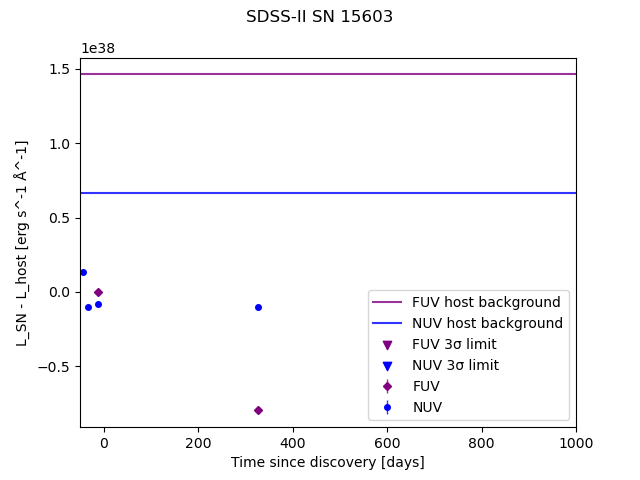 SDSS-II SN 15603
1e38
1.5
1.0
0.5
0.0
−0.5
L_SN - L_host [erg s^-1 Å^-1]
FUV host background
NUV host background
FUV 3σ limit
NUV 3σ limit
FUV
NUV
0 200 400 600 800 1000
Time since discovery [days]